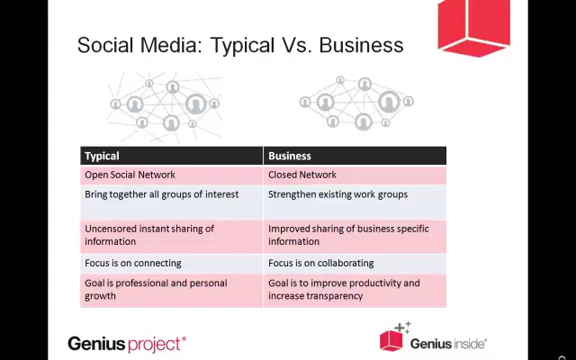 Social Media: Typical Vs. Business
Typical
Business
Open Social Network
Closed Network
Bring together all groups of interest
Strengthen existing work groups
Uncensored instant sharing of
information
Improved sharing of business specific
information
Focus is on connecting
Focus is on collaborating
Goal is professional and personal
growth
Goal is to improve productivity and
increase transparency
Genius project®
Genius inside®